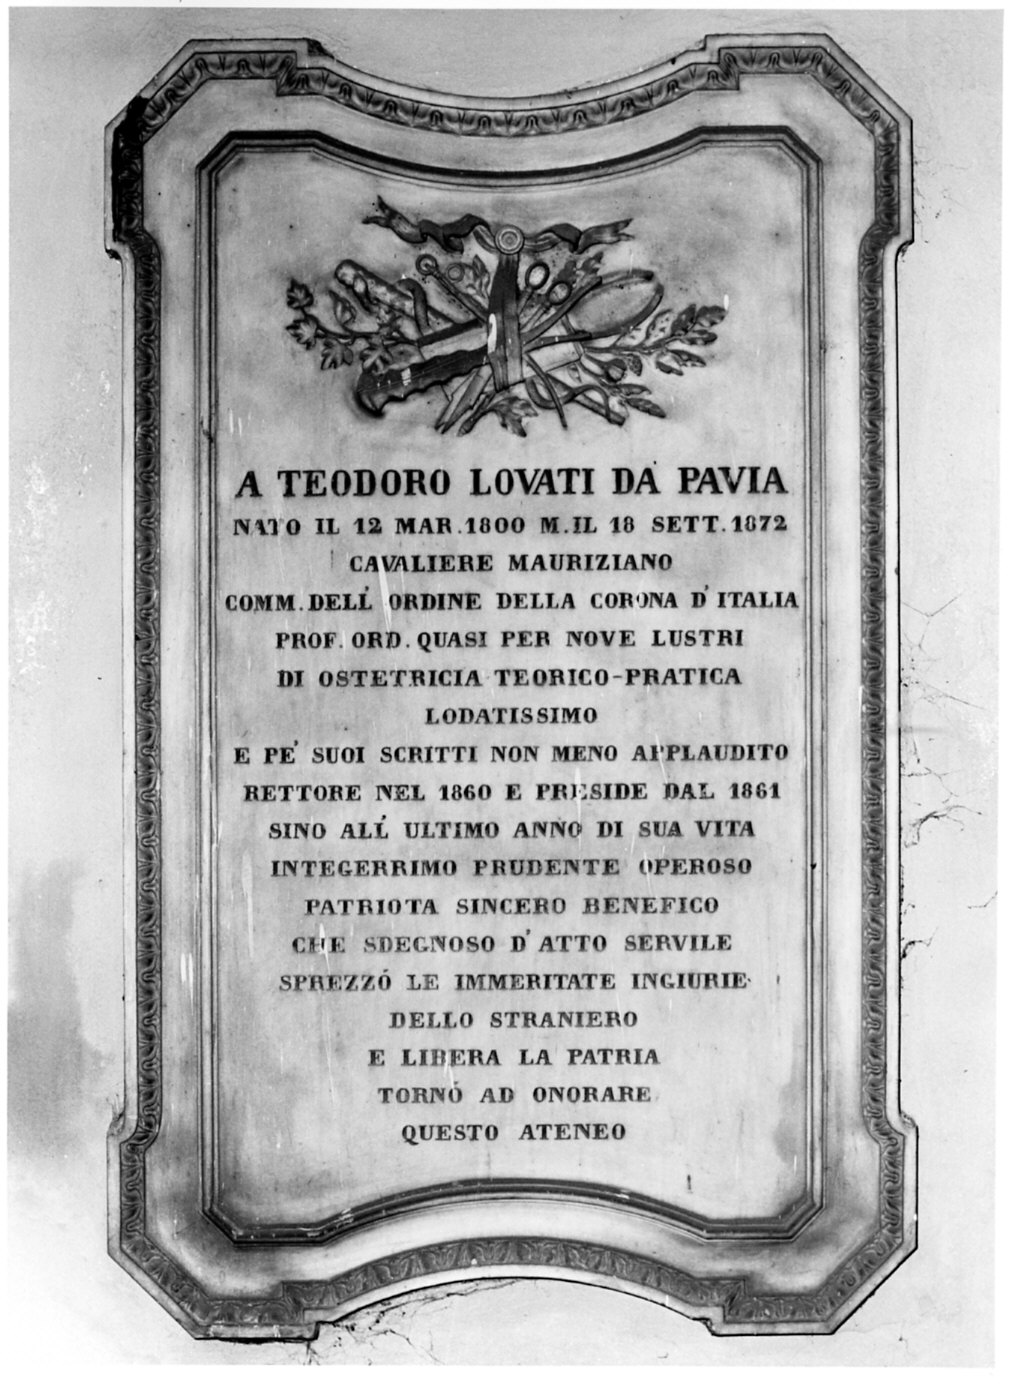 A TEODORO LOVATI DA' PAVIA
NATO IL 12 MAR. 1800 M. IL 18 SETT. 1872
CAVALIERE MAURIZIANO
COMM. DELL' ORDINE DELLA CORONA D'ITALIA
PROF. ORD. QUASI PER NOVE LUSTRI
DI OSTETRICIA TEORICO-PRATICA
LODATISSIMO
E PE' SUOI SCRITTI NON MENO APPLAUDITO
RETTORE NEL 1860 E PRESIDE DAL 1861
SINO ALL' ULTIMO ANNO DI SUA VITA
INTEGERRIMO PRUDENTE OPEROSO
PATRIOTA SINCERO BENEFICO
CHE SDEGNOSO D'ATTO SERVILE
SPREZZÓ LE IMMERITATE INGIURIE
DELLO STRANIERO
E LIBERA LA PATRIA
TORNÓ AD ONORARE
QUESTO ATENEO